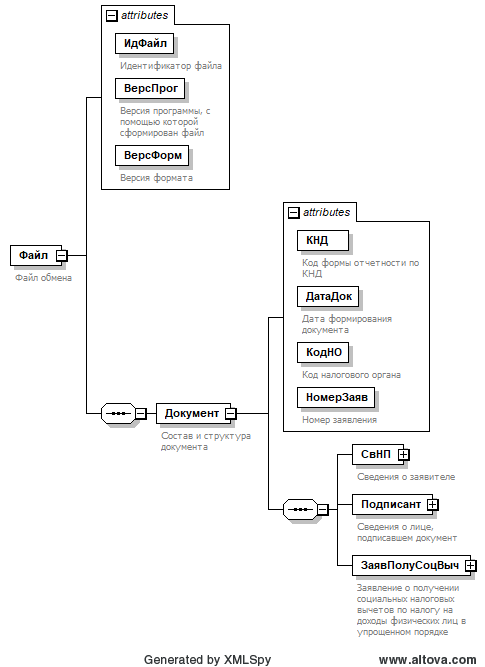 attributes
ИдФайл
Идентификатор файла
ВерсПрог
Версия программы, с
помощью которой
сформирован файл
ВерсФорм
Версия формата
Файл
Файл обмена
attributes
КНД
Код формы отчетности по
КНД
ДатаДок
Дата формирования
документа
КодНО
Код налогового органа
НомерЗаяв
Номер заявления
Документ
Состав и структура
документа
СвНП
Сведения о заявителе
Подписант
Сведения о лице,
подписавшем документ
ЗаявПолуСоцВыч
Заявление о получении
социальных налоговых
вычетов по налогу на
доходы физических лиц в
упрощенном порядке
Generated by XMLSpy
www.altova.com